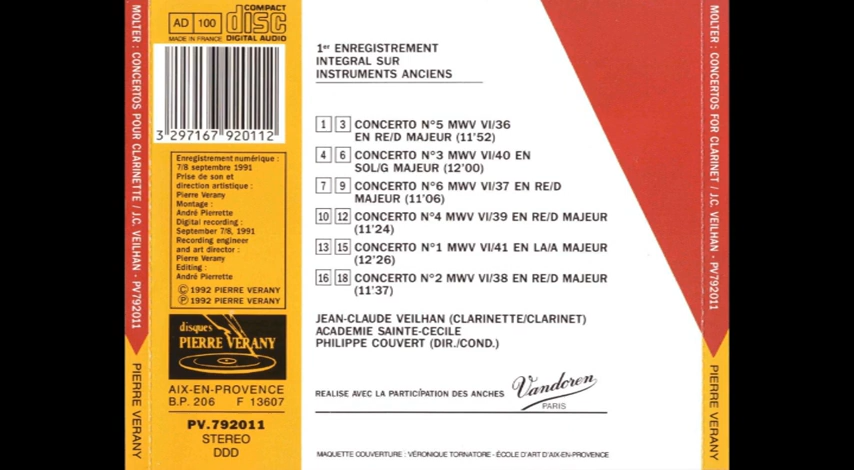 MOLTER : CONCERTOS POUR CLARINETTE / J.C. VEILHAN • PV792011
PIERRE VERANY
AD 100
MADE IN FRANCE
COMPACT
disc
DIGITAL AUDIO
3 297167 920112
Enregistrement numérique :
7/8 septembre 1991
Prise de son et
direction artistique :
Pierre Verany
Montage :
André Pierrette
Digital recording :
September 7/8, 1991
Recording engineer
and art director :
Pierre Verany
Editing :
André Pierrette
© 1992 PIERRE VERANY
℗ 1992 PIERRE VERANY
disques
PIERRE VERANY
AIX-EN-PROVENCE
B.P. 206 F 13607
PV.792011
STEREO
DDD
1er ENREGISTREMENT
INTEGRAL SUR
INSTRUMENTS ANCIENS
1 3 CONCERTO N°5 MWV VI/36
EN RE/D MAJEUR (11'52)
4 6 CONCERTO N°3 MWV VI/40 EN
SOL/G MAJEUR (12'00)
7 9 CONCERTO N°6 MWV VI/37 EN RE/D
MAJEUR (11'06)
10 12 CONCERTO N°4 MWV VI/39 EN RE/D MAJEUR
(11'24)
13 15 CONCERTO N°1 MWV VI/41 EN LA/A MAJEUR
(12'26)
16 18 CONCERTO N°2 MWV VI/38 EN RE/D MAJEUR
(11'37)
JEAN-CLAUDE VEILHAN (CLARINETTE/CLARINET)
ACADEMIE SAINTE-CECILE
PHILIPPE COUVERT (DIR./COND.)
REALISE AVEC LA PARTICIPATION DES ANCHES Vandoren
PARIS
MAQUETTE COUVERTURE : VÉRONIQUE TORNATORE - ÉCOLE D'ART D'AIX-EN-PROVENCE
MOLTER : CONCERTOS FOR CLARINET / J.C. VEILHAN • PV792011
PIERRE VERANY